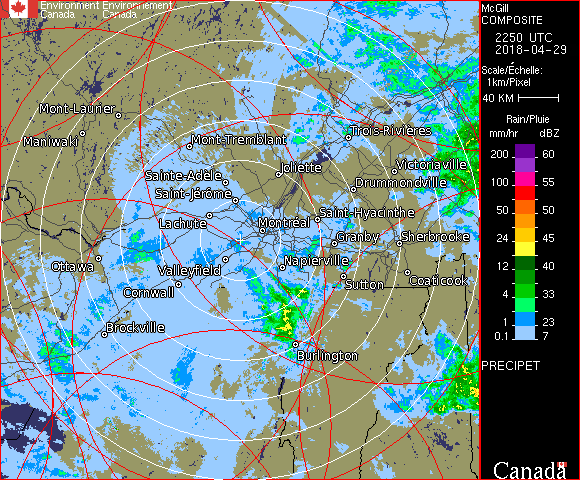 Environment Environnement
Canada Canada
McGill
COMPOSITE
2250 UTC
2018-04-29
Scale/Échelle:
1km/Pixel
40 KM
Rain/Pluie
mm/hr dBZ
200 60
100 55
50 50
24 45
12 40
4 33
1 23
0.1 7
PRECIPET
Canada
Mont-Laurier
Maniwaki
Mont-Tremblant
Trois-Rivières
Sainte-Adèle
Joliette
Victoriaville
Saint-Jérôme
Drummondville
Lachute
Montréal
Saint-Hyacinthe
Granby
Sherbrooke
Ottawa
Valleyfield
Napierville
Cornwall
Sutton
Coaticook
Brockville
Burlington